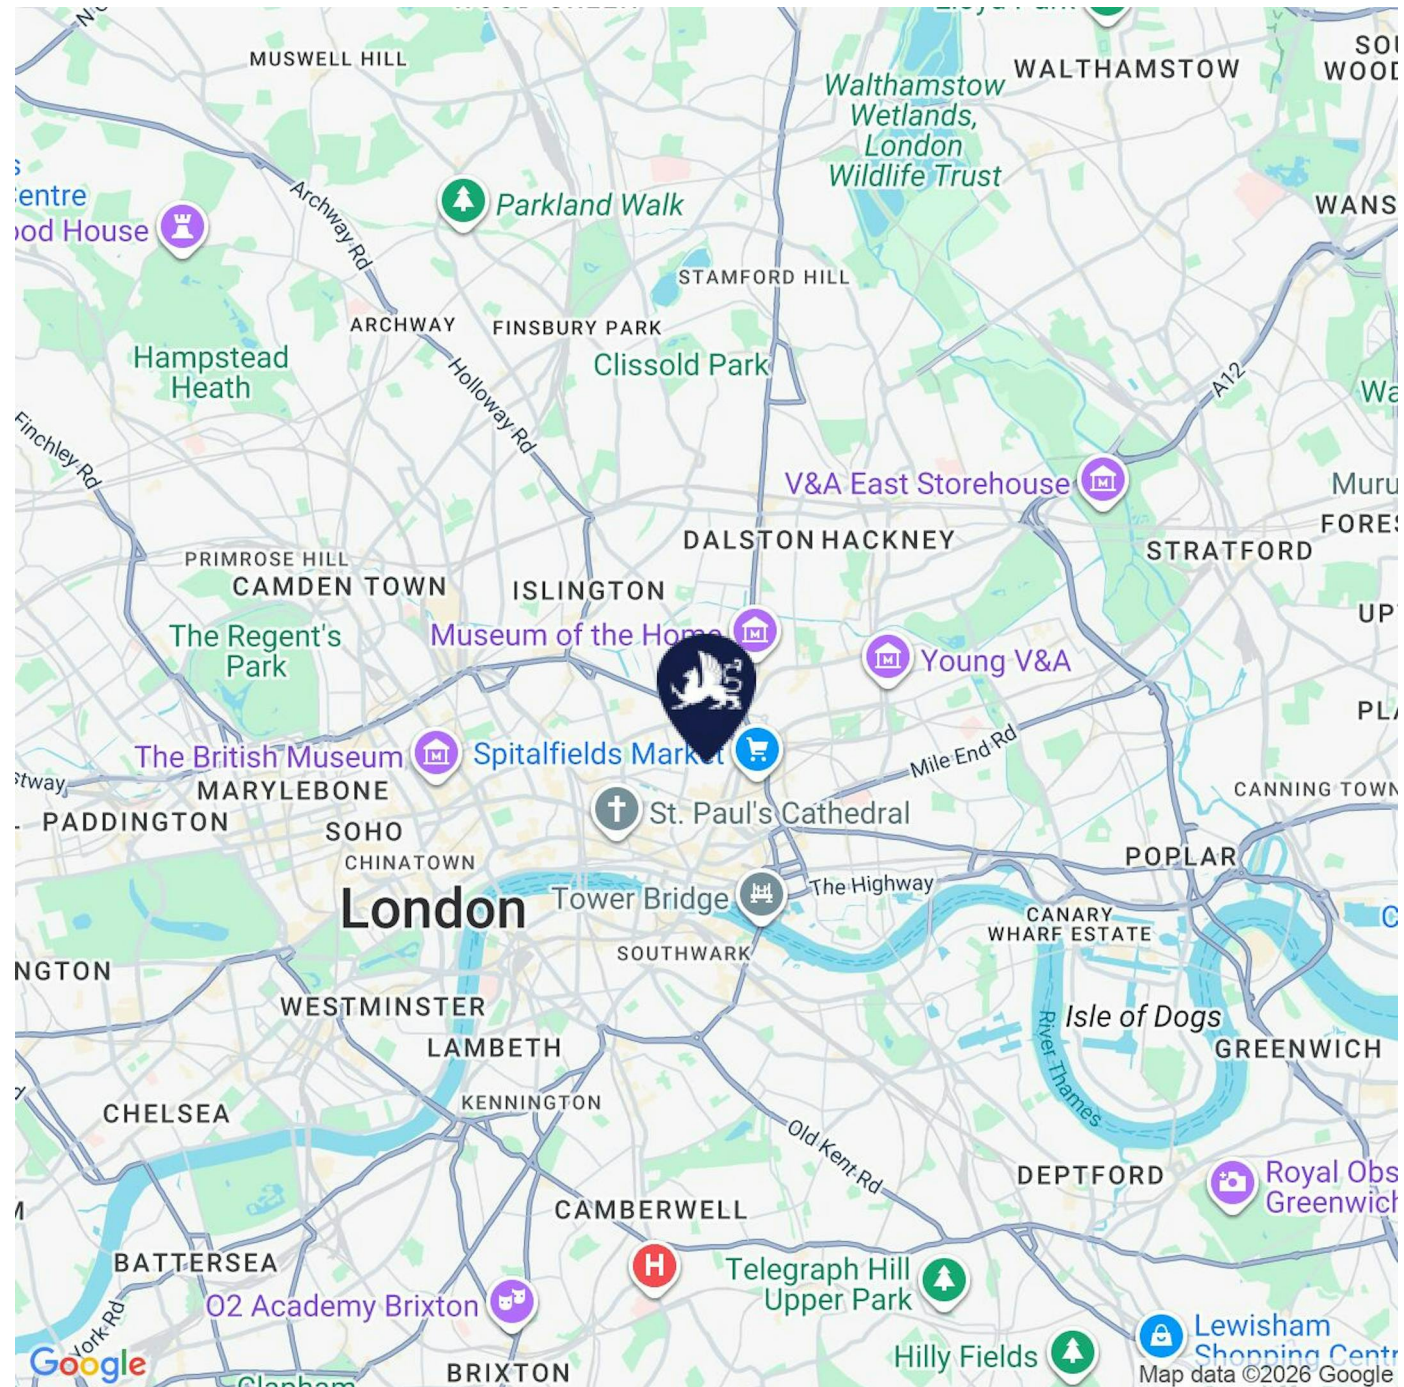 MUSWELL HILL
WALTHAMSTOW
Walthamstow
Wetlands,
London
Wildlife Trust
Parkland Walk
Archway Rd
STAMFORD HILL
ARCHWAY
FINSBURY PARK
Hampstead
Heath
Clissold Park
Holloway Rd
A12
Finchley Rd
V&A East Storehouse
DALSTON
HACKNEY
STRATFORD
PRIMROSE HILL
CAMDEN TOWN
ISLINGTON
The Regent's
Park
Museum of the Home
Young V&A
Mile End Rd
The British Museum
Spitalfields Market
MARYLEBONE
CANNING TOWN
PADDINGTON
SOHO
St. Paul's Cathedral
CHINATOWN
POPLAR
London
Tower Bridge
The Highway
CANARY
WHARF ESTATE
SOUTHWARK
WESTMINSTER
Isle of Dogs
River Thames
LAMBETH
GREENWICH
KENNINGTON
CHELSEA
Old Kent Rd
DEPTFORD
Royal Obs
Greenwich
CAMBERWELL
BATTERSEA
H
Telegraph Hill
Upper Park
O2 Academy Brixton
York Rd
Lewisham
Shopping Centr
Hilly Fields
BRIXTON
Google
Map data ©2026 Google